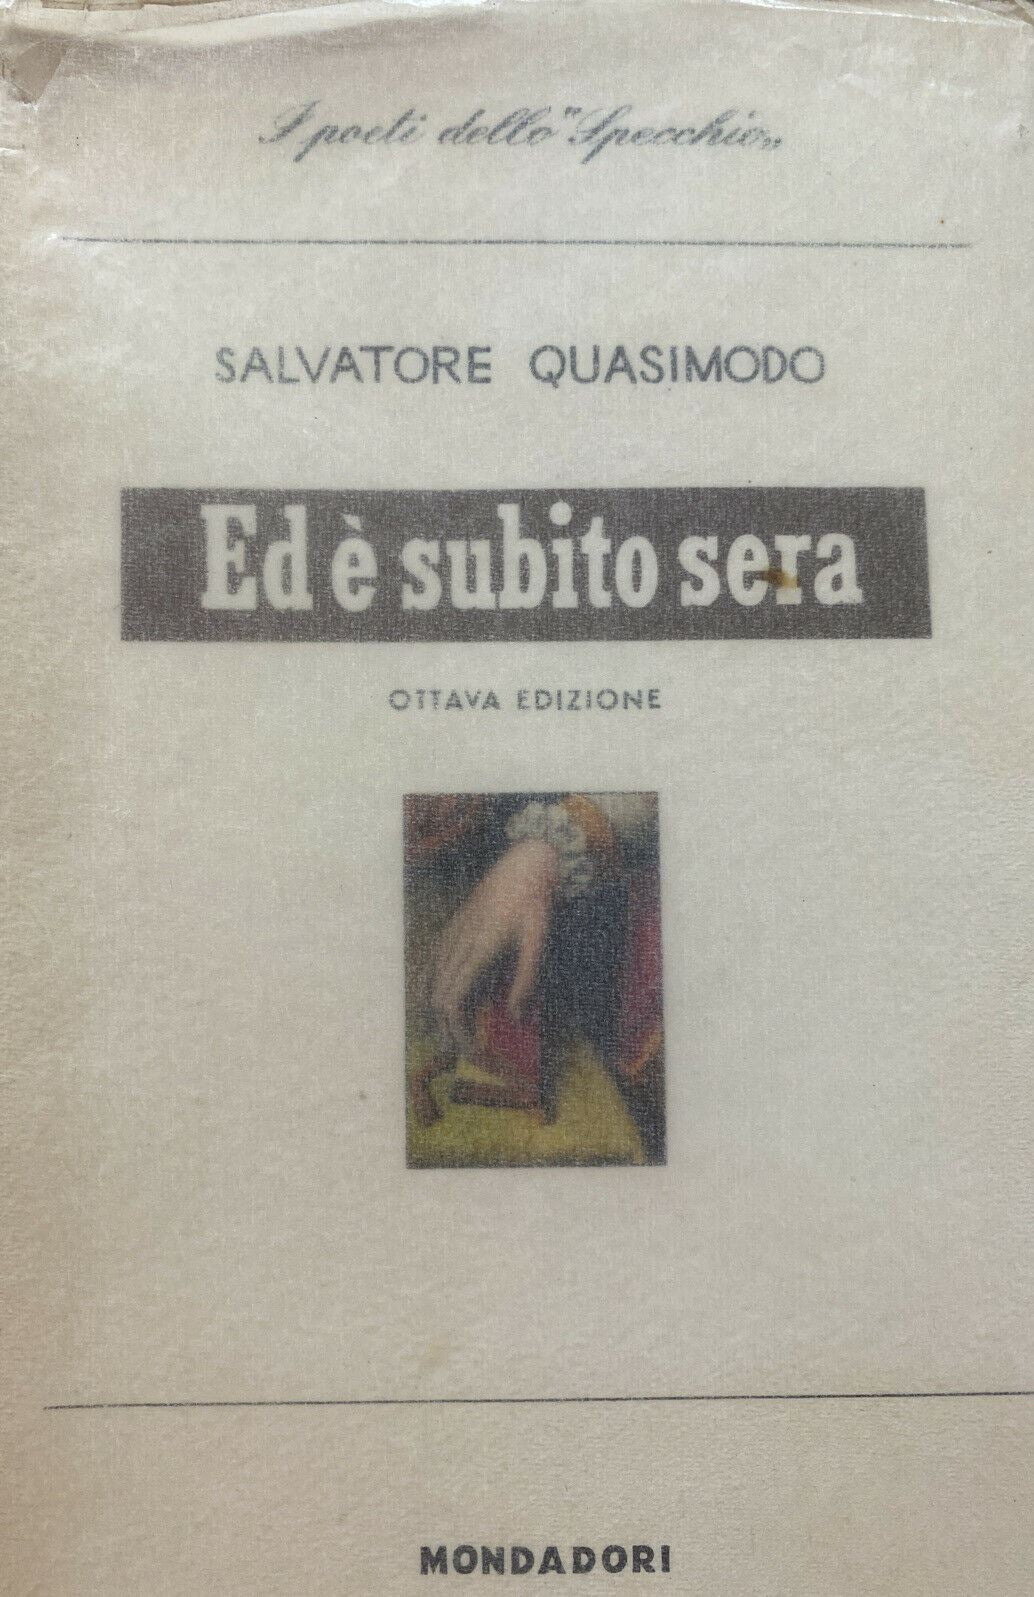 I poeti dello "Specchio„
SALVATORE QUASIMODO
Ed è subito sera
OTTAVA EDIZIONE
MONDADORI